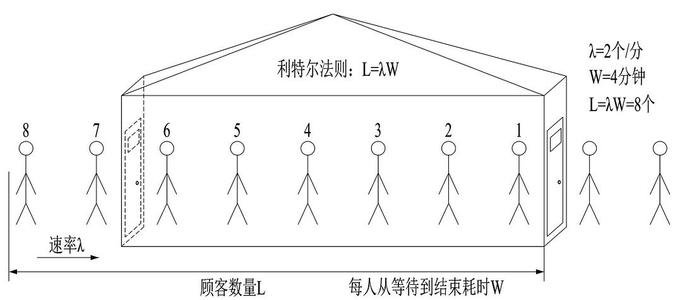 利特尔法则：L=λW
λ=2个/分
W=4分钟
L=λW=8个
8 7 6 5 4 3 2 1
速率λ
顾客数量L 每人从等待到结束耗时W